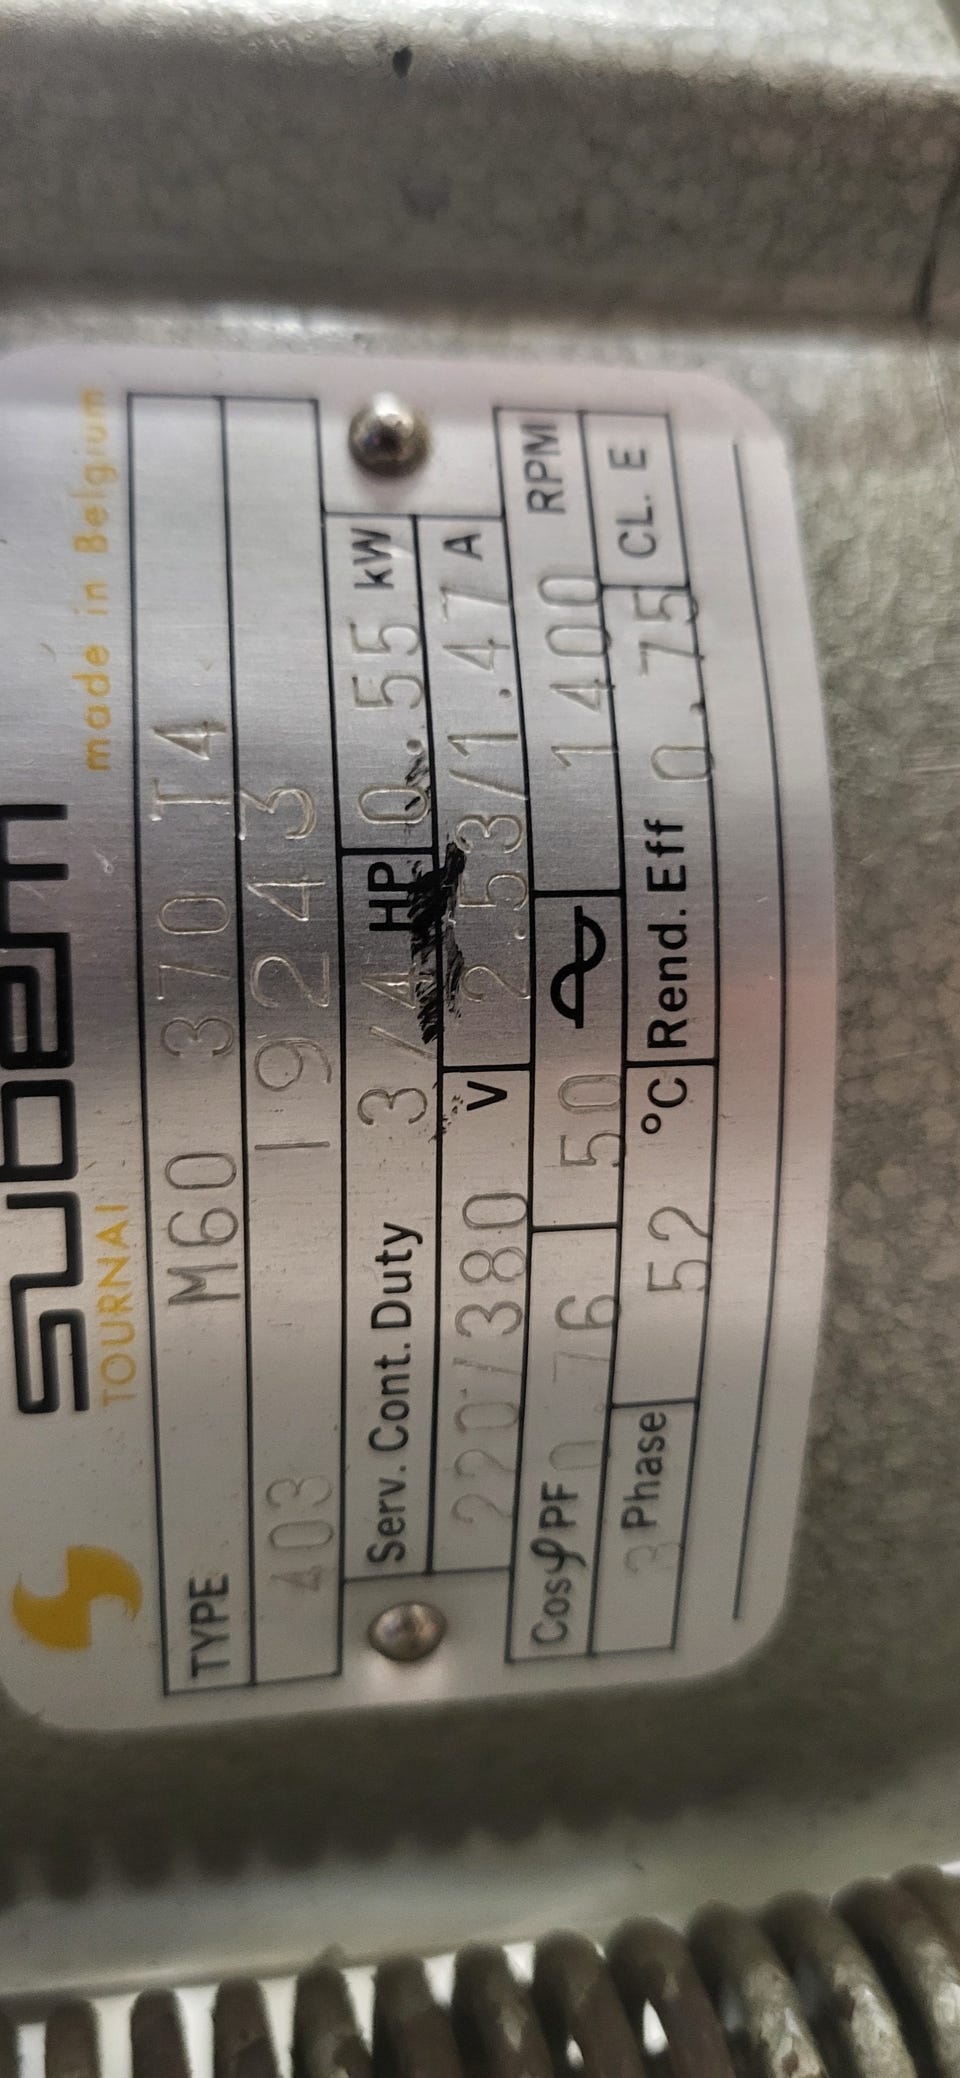 subem
TOURNAI made in Belgium
TYPE M60 370 T4
403 19243
Serv. Cont. Duty 3/4 HP 0.55 kW
220/380 V 2.53/1.47 A
Cosφ PF 0.76 50 ∿ 1400 RPM
3 Phase 52 °C Rend. Eff 0.75 CL. E